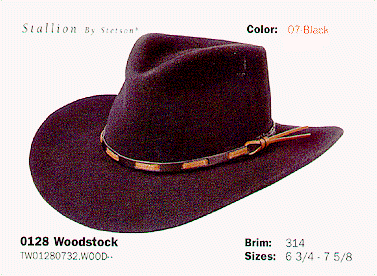 Stallion By Stetson®
Color: 07-Black
0128 Woodstock
TW01280732.WOOD--
Brim: 314
Sizes: 6 3/4 - 7 5/8